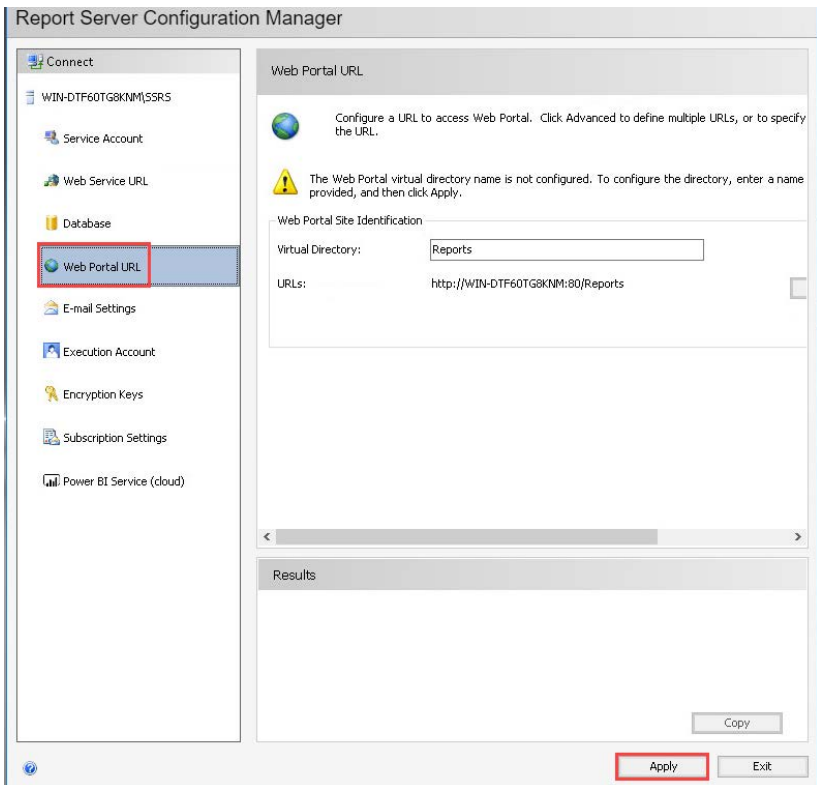 Report Server Configuration Manager
Connect
WIN-DTF60TG8KNM\SSRS
Service Account
Web Service URL
Database
Web Portal URL
E-mail Settings
Execution Account
Encryption Keys
Subscription Settings
Power BI Service (cloud)
Web Portal URL
Configure a URL to access Web Portal. Click Advanced to define multiple URLs, or to specify
the URL.
The Web Portal virtual directory name is not configured. To configure the directory, enter a name
provided, and then click Apply.
Web Portal Site Identification
Virtual Directory: Reports
URLs: http://WIN-DTF60TG8KNM:80/Reports
Results
Copy
Apply Exit